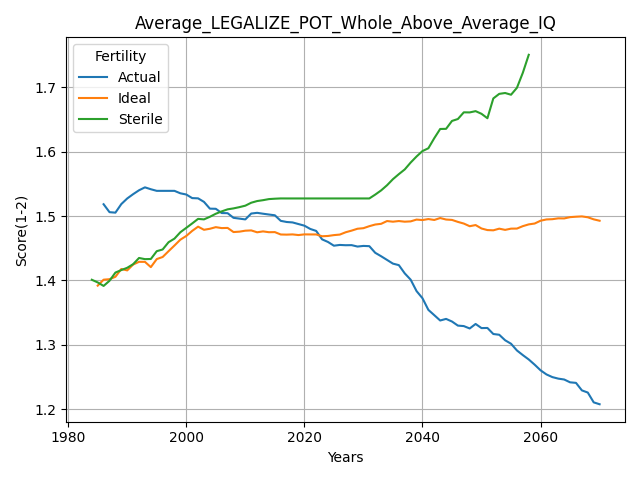 Average_LEGALIZE_POT_Whole_Above_Average_IQ
Fertility
Actual
Ideal
Sterile
Score(1-2)
1.7
1.6
1.5
1.4
1.3
1.2
1980
2000
2020
2040
2060
Years